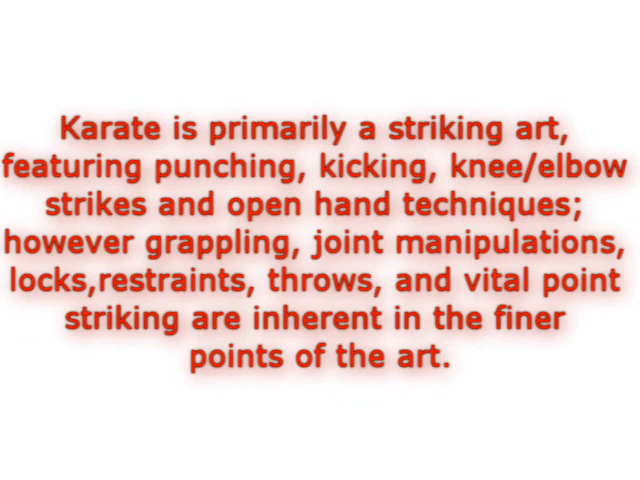 Karate is primarily a striking art,
featuring punching, kicking, knee/elbow
strikes and open hand techniques;
however grappling, joint manipulations,
locks,restraints, throws, and vital point
striking are inherent in the finer
points of the art.